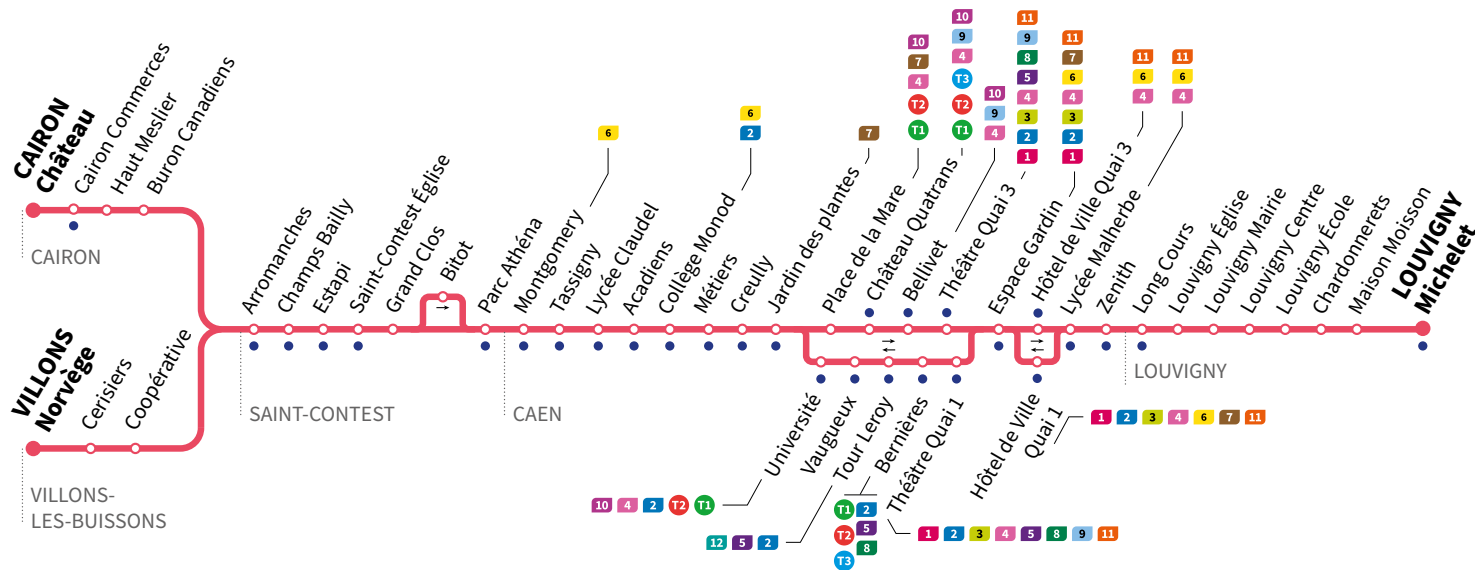 CAIRON
Château
Cairon Commerces
Haut Meslier
Buron Canadiens
CAIRON
VILLONS
Norvège
Cerisiers
Coopérative
VILLONS-
LES-BUISSONS
Arromanches
Champs Bailly
Estapi
Saint-Contest Église
Grand Clos
Bitot
Parc Athéna
SAINT-CONTEST
Montgomery
6
Tassigny
Lycée Claudel
Acadiens
Collège Monod
6
2
Métiers
Creully
Jardin des plantes
7
CAEN
Place de la Mare
10
7
4
T2
T1
Château Quatrans
10
9
4
T3
T2
T1
Bellivet
10
9
4
Théâtre Quai 3
11
9
8
5
4
3
2
1
Espace Gardin
11
7
6
4
3
2
1
Hôtel de Ville Quai 3
11
6
4
Lycée Malherbe
11
6
4
Zenith
Long Cours
Louvigny Église
Louvigny Mairie
Louvigny Centre
Louvigny École
Chardonnerets
Maison Moisson
LOUVIGNY
Michelet
LOUVIGNY
Université
10 4 2 T2 T1
Vaugueux
Tour Leroy
12 5 2
Bernières
T1 2
T2 5
T3 8
Théâtre Quai 1
1 2 3 4 5 8 9 11
Hôtel de Ville
Quai 1
1 2 3 4 6 7 11